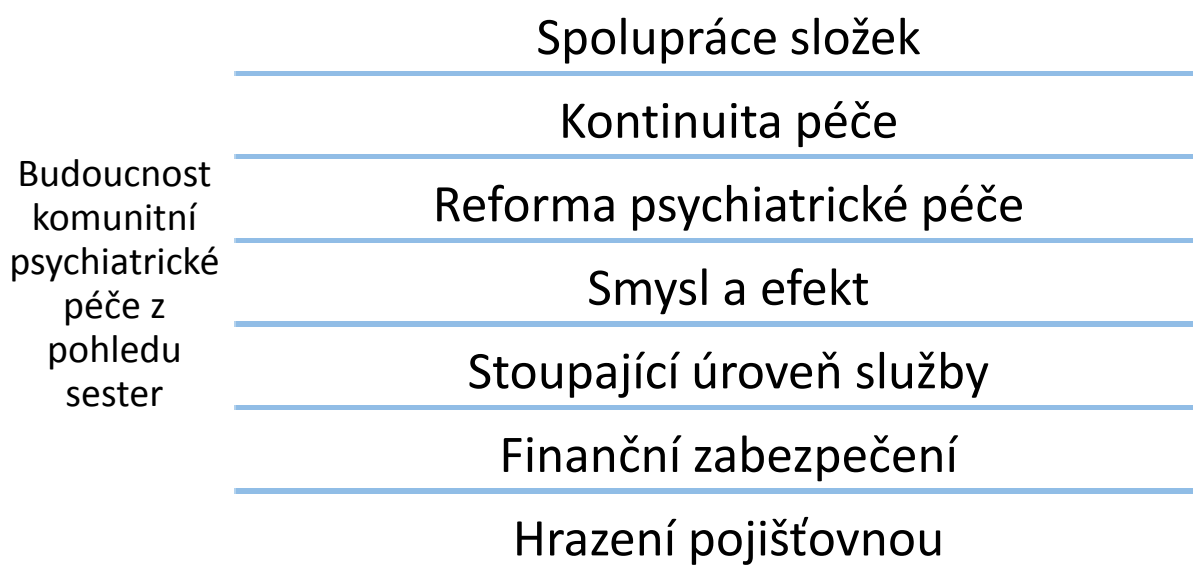 Budoucnost
komunitní
psychiatrické
péče z
pohledu
sester
Spolupráce složek
Kontinuita péče
Reforma psychiatrické péče
Smysl a efekt
Stoupající úroveň služby
Finanční zabezpečení
Hrazení pojišťovnou